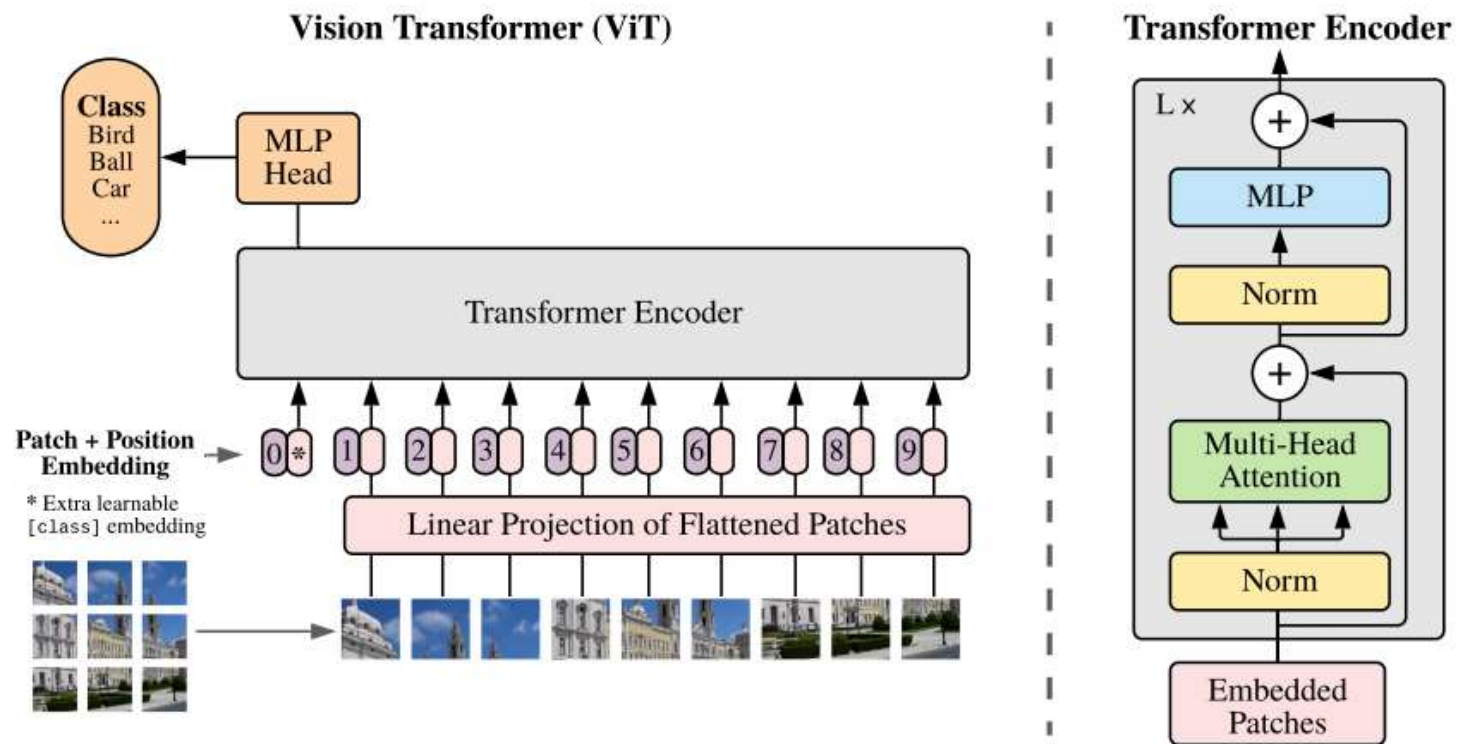 Vision Transformer (ViT)
Class
Bird
Ball
Car
...
MLP
Head
Transformer Encoder
Patch + Position
Embedding
0 * 1 2 3 4 5 6 7 8 9
* Extra learnable
[class] embedding
Linear Projection of Flattened Patches
Transformer Encoder
L x
+
MLP
Norm
+
Multi-Head
Attention
Norm
Embedded
Patches